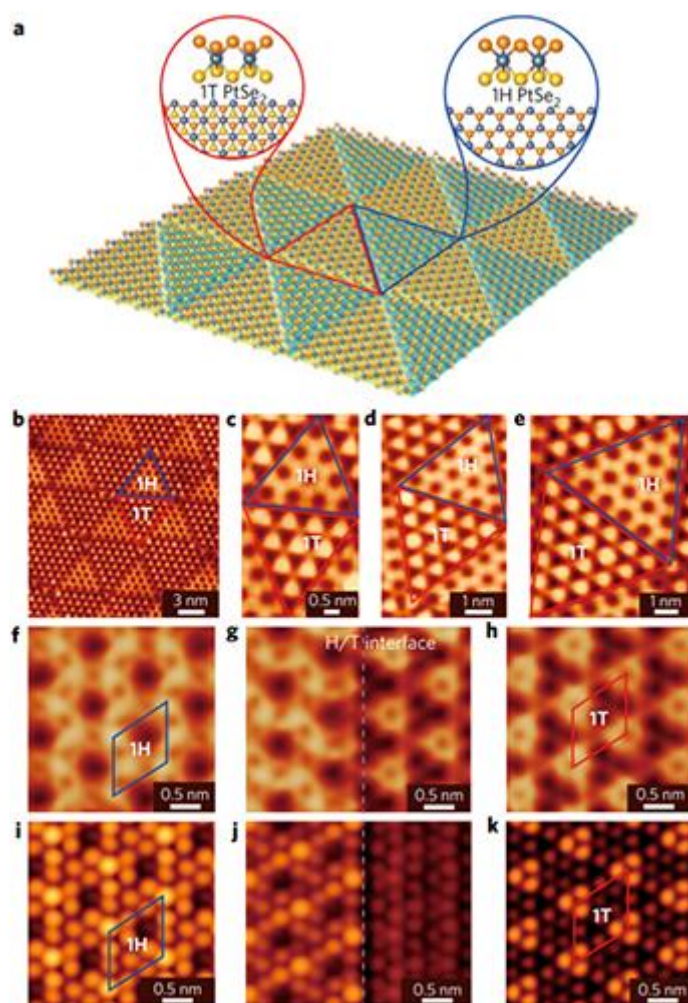 a
1T PtSe2
1H PtSe2
b
1H
1T
3 nm
c
1H
1T
0.5 nm
d
1H
1T
1 nm
e
1H
1T
1 nm
f
1H
0.5 nm
g
H/T interface
0.5 nm
h
1T
0.5 nm
i
1H
0.5 nm
j
0.5 nm
k
1T
0.5 nm